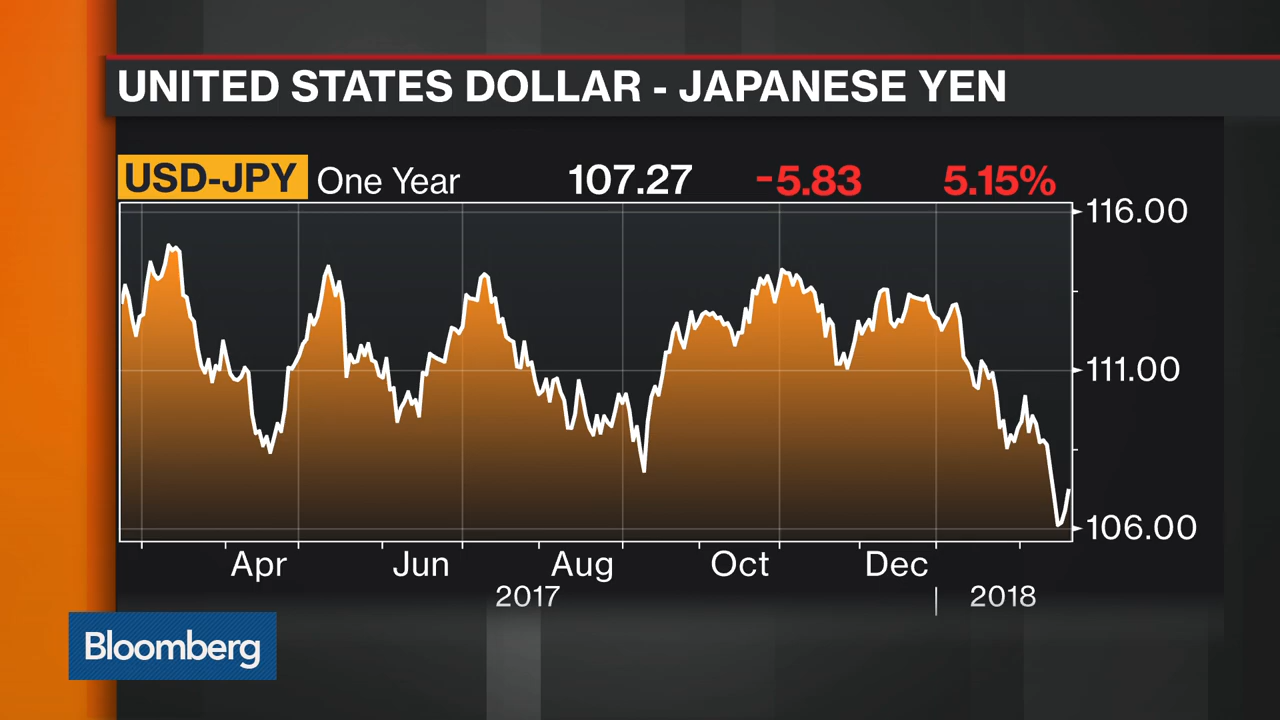 UNITED STATES DOLLAR - JAPANESE YEN
USD-JPY One Year 107.27 -5.83 5.15%
116.00
111.00
106.00
Apr Jun Aug Oct Dec
2017 | 2018
Bloomberg